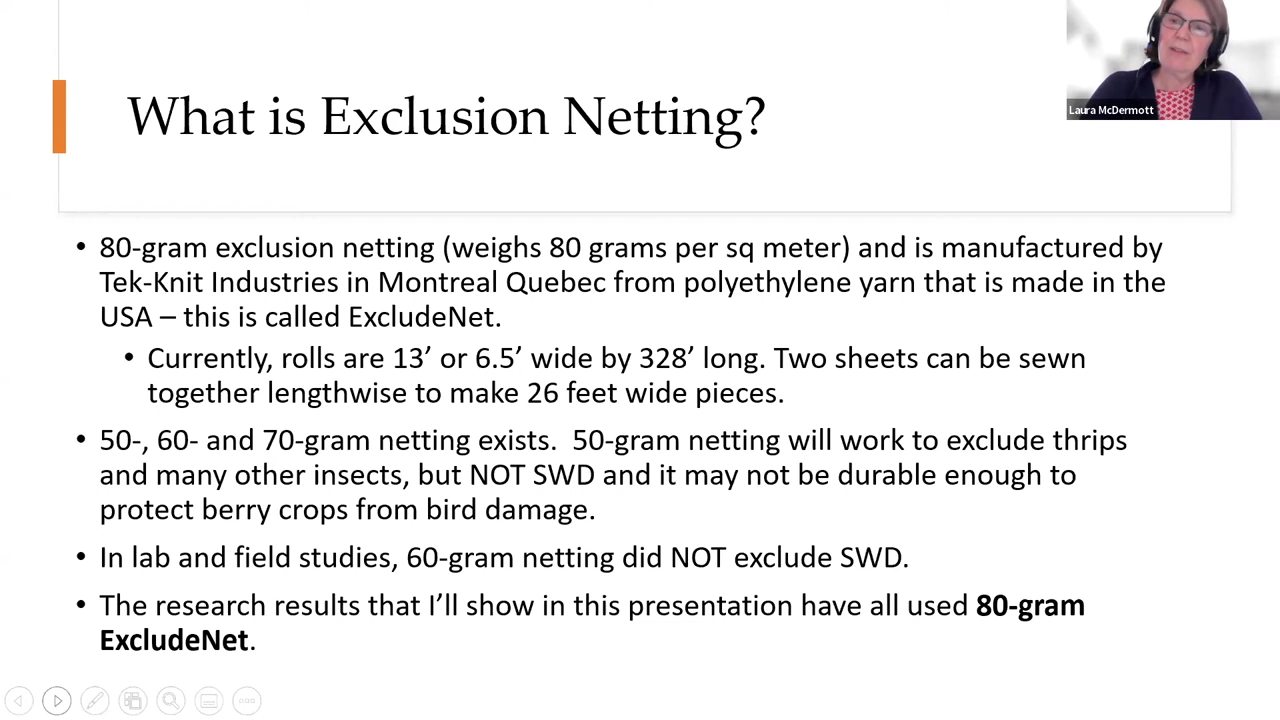 Laura McDermott
What is Exclusion Netting?
• 80-gram exclusion netting (weighs 80 grams per sq meter) and is manufactured by
Tek-Knit Industries in Montreal Quebec from polyethylene yarn that is made in the
USA – this is called ExcludeNet.
• Currently, rolls are 13’ or 6.5’ wide by 328’ long. Two sheets can be sewn
together lengthwise to make 26 feet wide pieces.
• 50-, 60- and 70-gram netting exists.  50-gram netting will work to exclude thrips
and many other insects, but NOT SWD and it may not be durable enough to
protect berry crops from bird damage.
• In lab and field studies, 60-gram netting did NOT exclude SWD.
• The research results that I’ll show in this presentation have all used 80-gram
ExcludeNet.